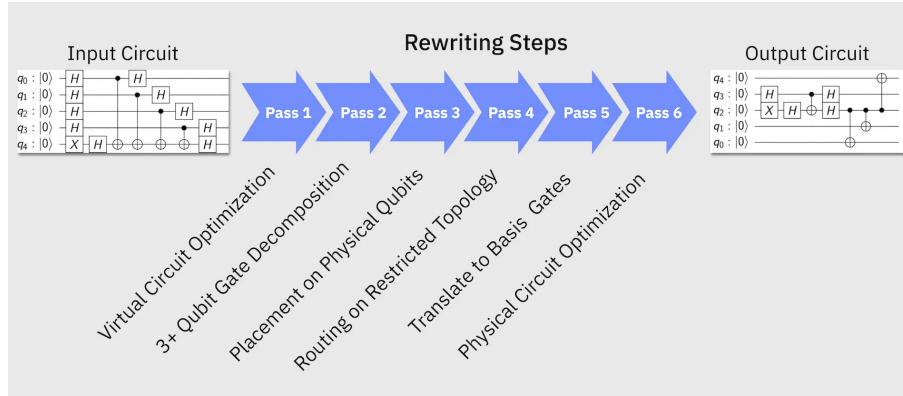 Rewriting Steps
Input Circuit
Output Circuit
q0 : |0⟩ H H
q1 : |0⟩ H H
q2 : |0⟩ H H
q3 : |0⟩ H H
q4 : |0⟩ X H H
Pass 1
Pass 2
Pass 3
Pass 4
Pass 5
Pass 6
q4 : |0⟩
q3 : |0⟩ H H
q2 : |0⟩ X H H
q1 : |0⟩
q0 : |0⟩
Virtual Circuit Optimization
3+ Qubit Gate Decomposition
Placement on Physical Qubits
Routing on Restricted Topology
Translate to Basis Gates
Physical Circuit Optimization